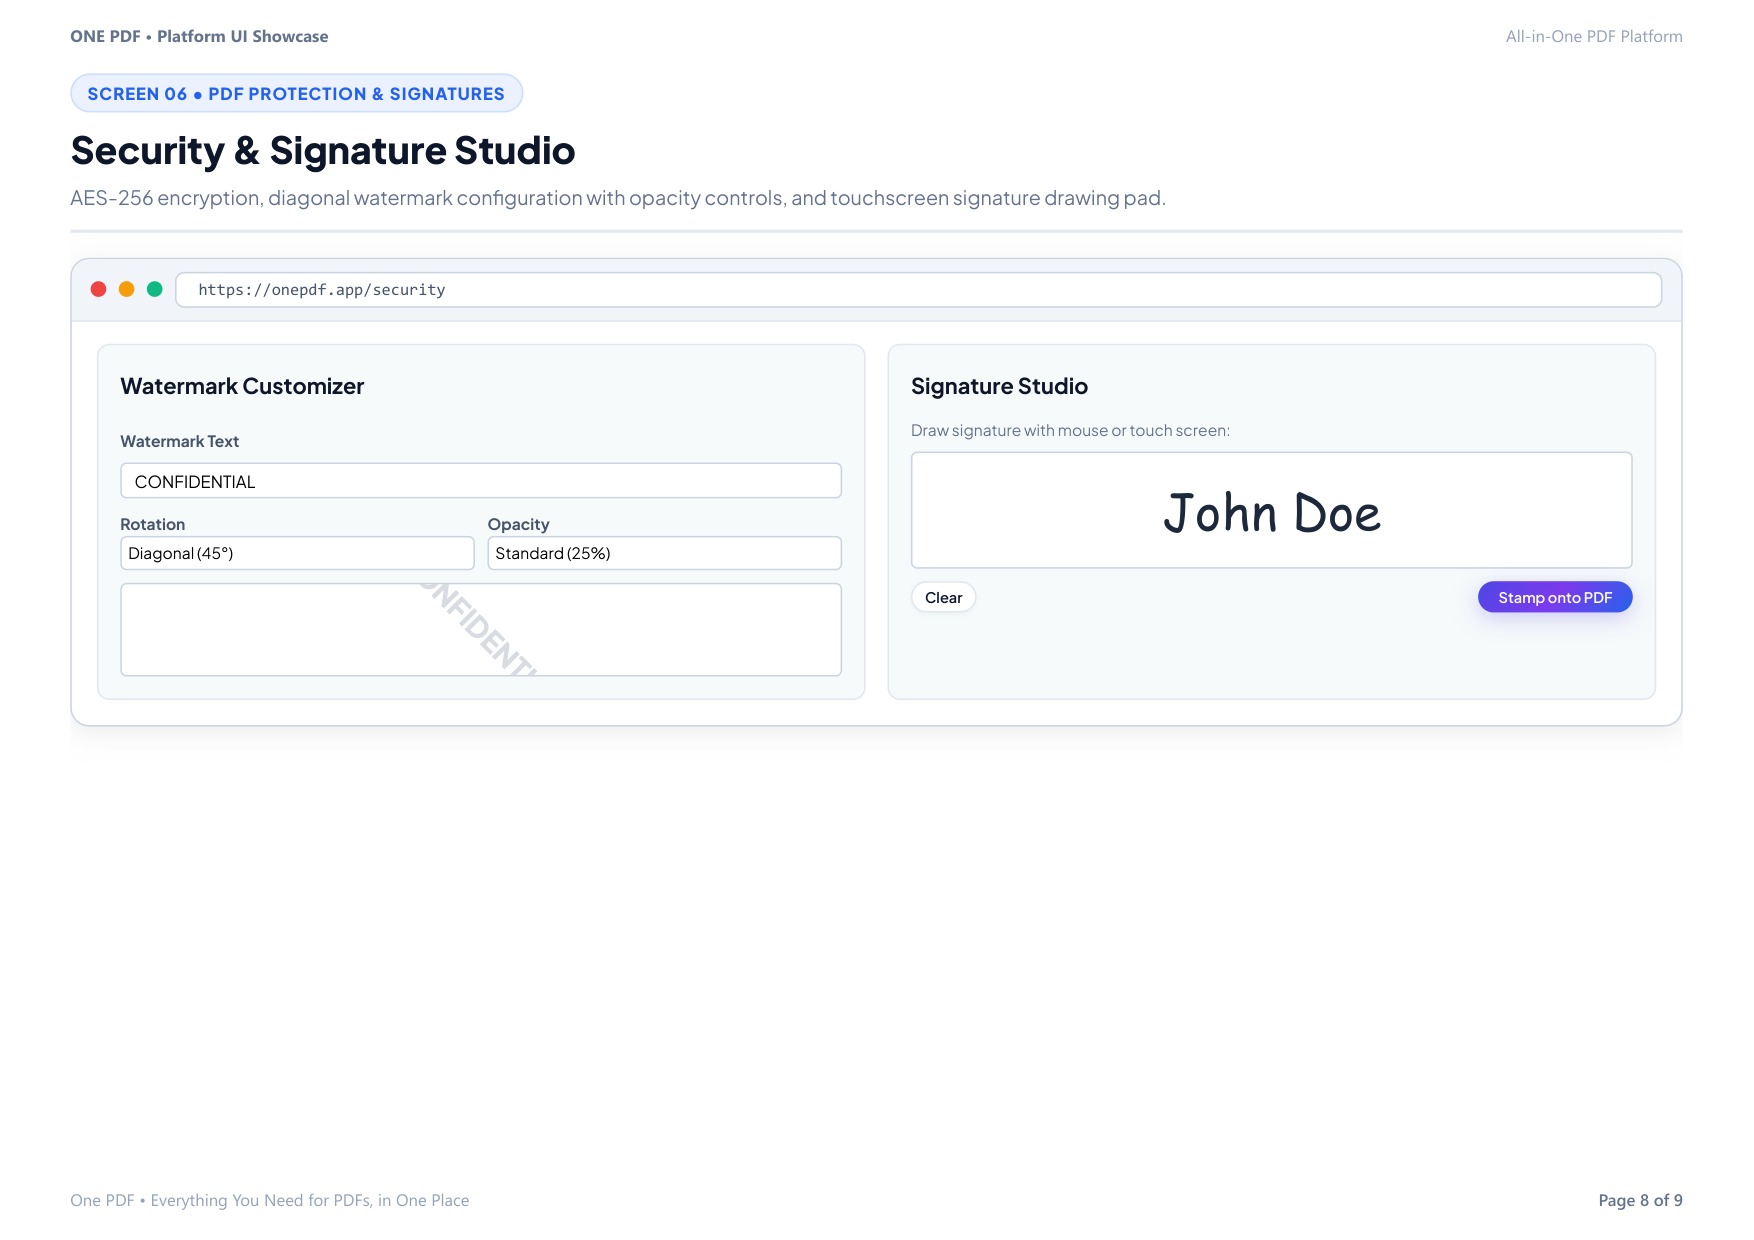 ONE PDF • Platform UI Showcase
All-in-One PDF Platform
SCREEN 06 ● PDF PROTECTION & SIGNATURES
Security & Signature Studio
AES-256 encryption, diagonal watermark configuration with opacity controls, and touchscreen signature drawing pad.
https://onepdf.app/security
Watermark Customizer
Watermark Text
CONFIDENTIAL
Rotation
Opacity
Diagonal (45°)
Standard (25%)
ONFIDENTI
Signature Studio
Draw signature with mouse or touch screen:
John Doe
Clear
Stamp onto PDF
One PDF • Everything You Need for PDFs, in One Place
Page 8 of 9